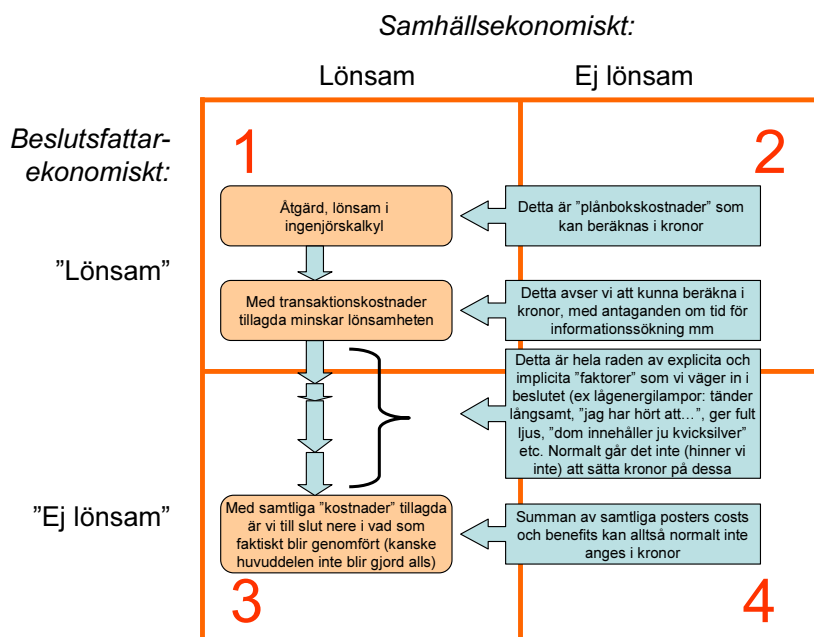 Samhällsekonomiskt:
Lönsam
Ej lönsam
Beslutsfattar-
ekonomiskt:
1
2
Åtgärd, lönsam i
ingenjörskalkyl
Detta är ”plånbokskostnader” som
kan beräknas i kronor
”Lönsam”
Med transaktionskostnader
tillagda minskar lönsamheten
Detta avser vi att kunna beräkna i
kronor, med antaganden om tid för
informationssökning mm
Detta är hela raden av explicita och
implicita ”faktorer” som vi väger in i
beslutet (ex lågenergilampor: tänder
långsamt, ”jag har hört att…”, ger fult
ljus, ”dom innehåller ju kvicksilver”
etc. Normalt går det inte (hinner vi
inte) att sätta kronor på dessa
”Ej lönsam”
Med samtliga ”kostnader” tillagda
är vi till slut nere i vad som
faktiskt blir genomfört (kanske
huvuddelen inte blir gjord alls)
Summan av samtliga posters costs
och benefits kan alltså normalt inte
anges i kronor
3
4